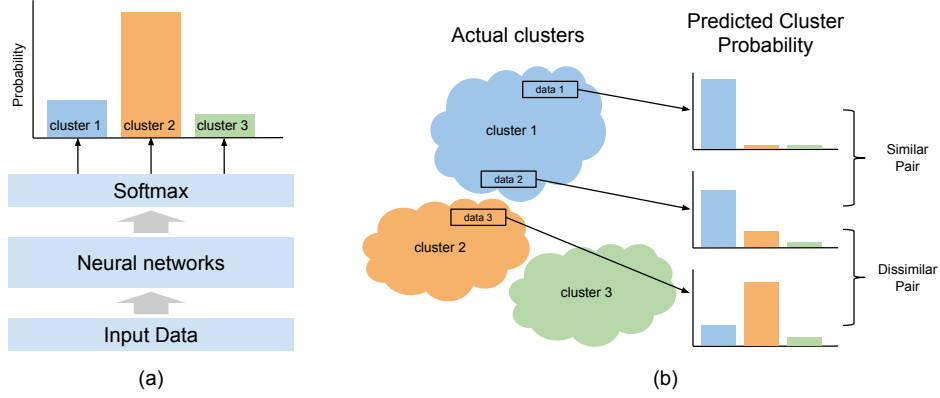 Probability
cluster 1
cluster 2
cluster 3
Softmax
Neural networks
Input Data
(a)
Actual clusters
Predicted Cluster
Probability
data 1
cluster 1
data 2
data 3
cluster 2
cluster 3
Similar
Pair
Dissimilar
Pair
(b)